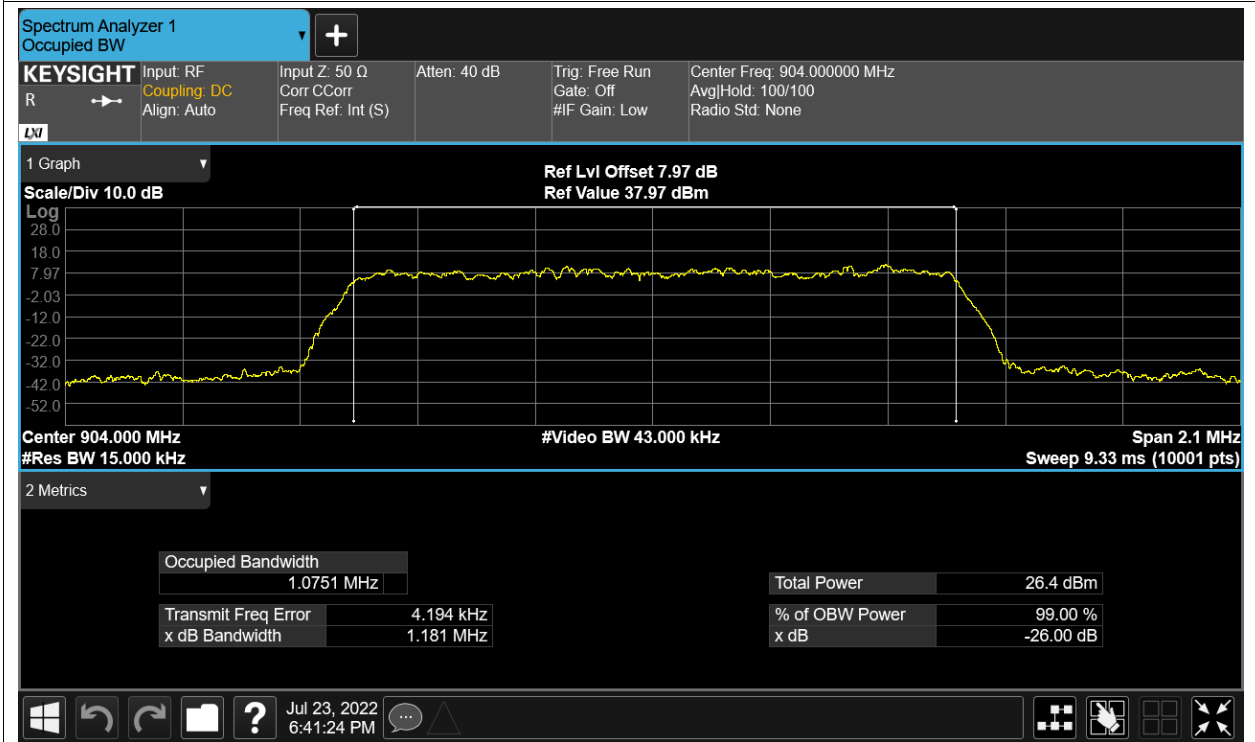 Spectrum Analyzer 1
Occupied BW
+
KEYSIGHT Input: RF Input Z: 50 Ω Atten: 40 dB Trig: Free Run Center Freq: 904.000000 MHz
R Coupling: DC Corr CCorr Gate: Off Avg|Hold: 100/100
Align: Auto Freq Ref: Int (S) #IF Gain: Low Radio Std: None
LXI
1 Graph
Ref Lvl Offset 7.97 dB
Scale/Div 10.0 dB Ref Value 37.97 dBm
Log
28.0
18.0
7.97
-2.03
-12.0
-22.0
-32.0
-42.0
-52.0
Center 904.000 MHz #Video BW 43.000 kHz Span 2.1 MHz
#Res BW 15.000 kHz Sweep 9.33 ms (10001 pts)
2 Metrics
Occupied Bandwidth
1.0751 MHz Total Power 26.4 dBm
Transmit Freq Error 4.194 kHz % of OBW Power 99.00 %
x dB Bandwidth 1.181 MHz x dB -26.00 dB
? Jul 23, 2022
6:41:24 PM